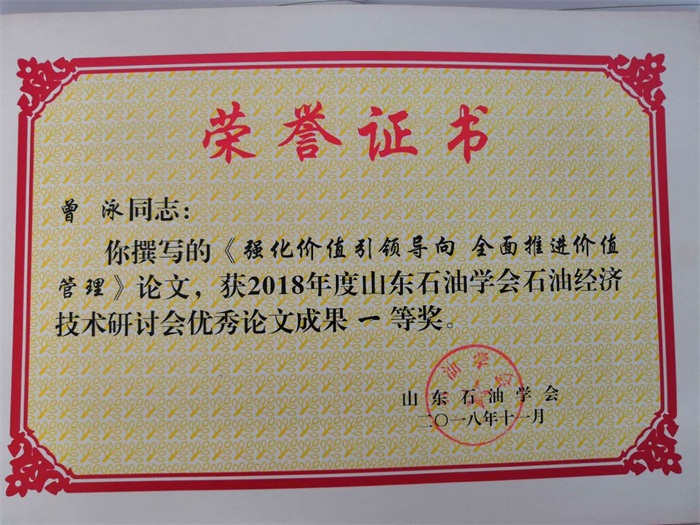 荣誉证书
曾 泳同志：
你撰写的《强化价值引领导向 全面推进价值
管理》论文，获2018年度山东石油学会石油经济
技术研讨会优秀论文成果 一 等奖。
山东石油学会
二〇一八年十一月